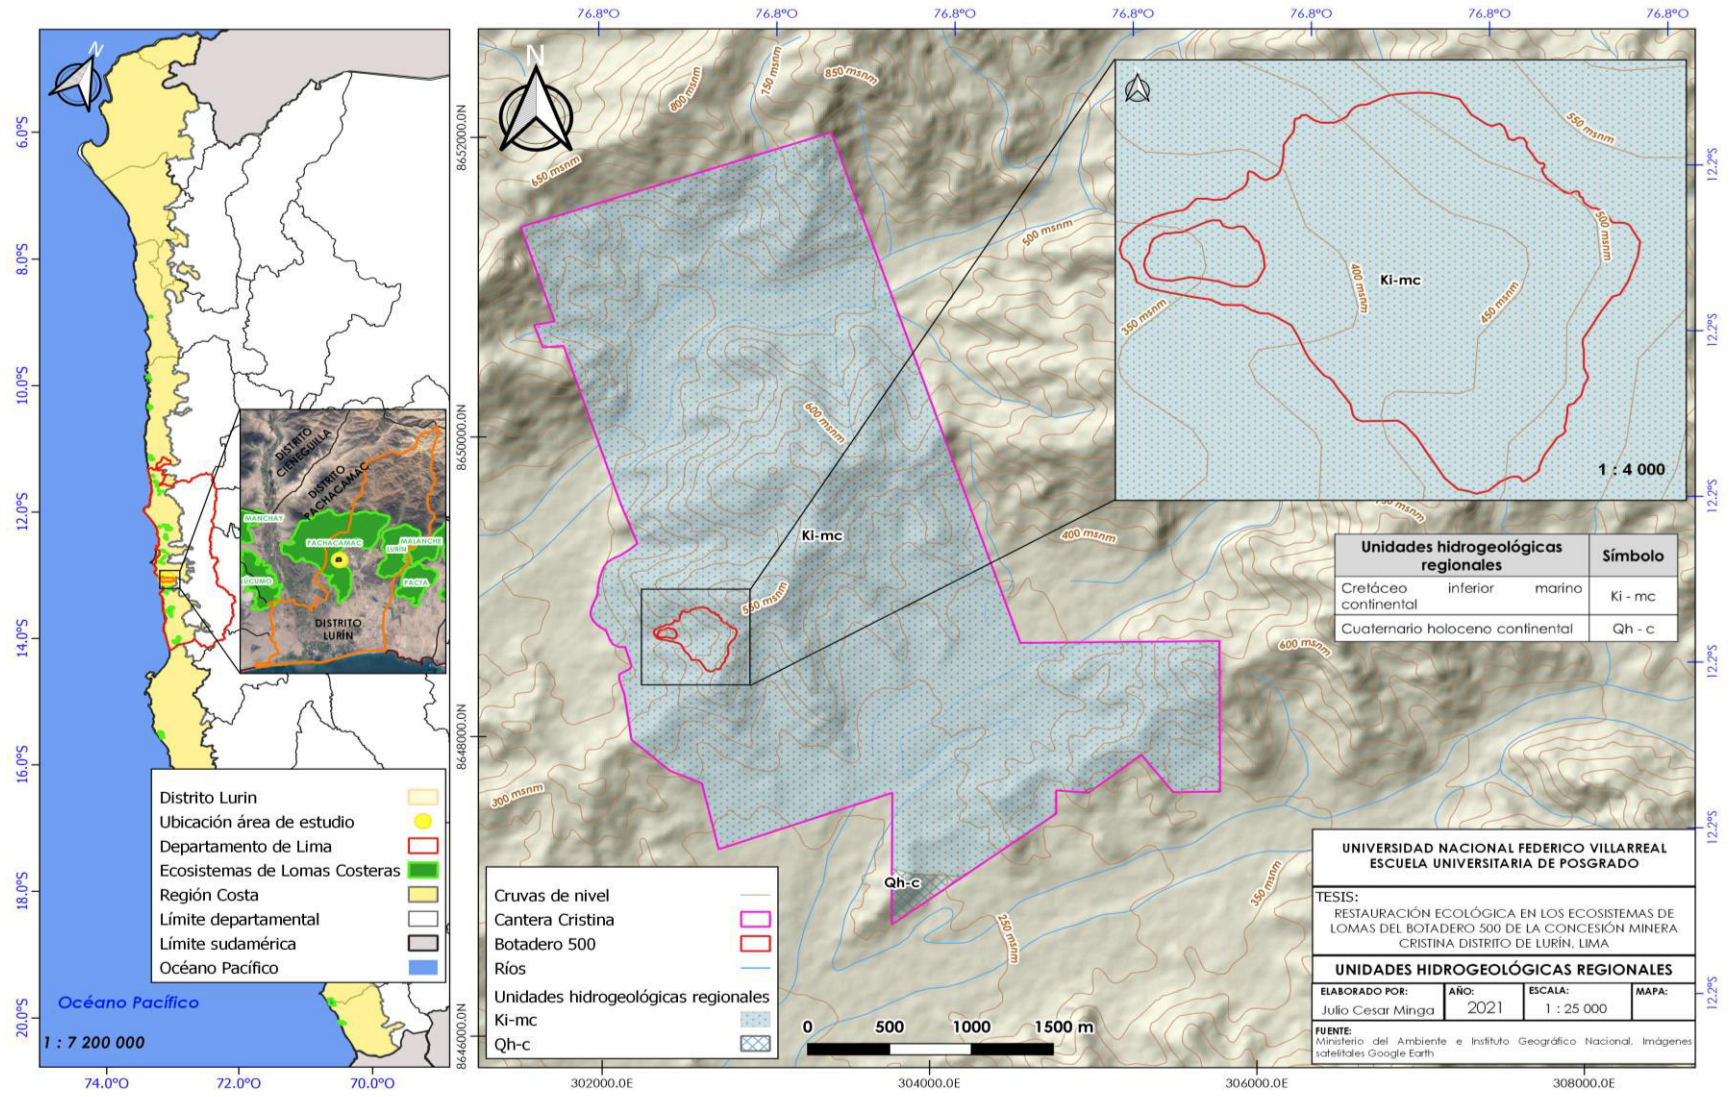 76.8°O
76.8°O
76.8°O
76.8°O
76.8°O
76.8°O
76.8°O
N
6.0°S
8.0°S
10.0°S
12.0°S
14.0°S
16.0°S
18.0°S
20.0°S
DISTRITO
CIENEGUILLA
DISTRITO
PACHACAMAC
MANCHAY
PACHACAMAC
LURÍN
MALANCHE
LÚCUMO
PACTA
DISTRITO
LURÍN
Distrito Lurin
Ubicación área de estudio
Departamento de Lima
Ecosistemas de Lomas Costeras
Región Costa
Límite departamental
Límite sudamérica
Océano Pacífico
Océano Pacífico
1 : 7 200 000
74.0°O
72.0°O
70.0°O
8652000.0N
8650000.0N
8648000.0N
8646000.0N
N
800 msnm
750 msnm
850 msnm
650 msnm
500 msnm
600 msnm
Ki-mc
400 msnm
550 msnm
600 msnm
300 msnm
Qh-c
250 msnm
350 msnm
550 msnm
500 msnm
400 msnm
Ki-mc
450 msnm
350 msnm
1 : 4 000
12.2°S
12.2°S
12.2°S
12.2°S
12.2°S
12.2°S
Unidades hidrogeológicas
regionales
Símbolo
Cretáceo inferior marino
continental
Ki - mc
Cuaternario holoceno continental
Qh - c
Cruvas de nivel
Cantera Cristina
Botadero 500
Ríos
Unidades hidrogeológicas regionales
Ki-mc
Qh-c
0 500 1000 1500 m
302000.0E
304000.0E
306000.0E
308000.0E
UNIVERSIDAD NACIONAL FEDERICO VILLARREAL
ESCUELA UNIVERSITARIA DE POSGRADO
TESIS:
RESTAURACIÓN ECOLÓGICA EN LOS ECOSISTEMAS DE
LOMAS DEL BOTADERO 500 DE LA CONCESIÓN MINERA
CRISTINA DISTRITO DE LURÍN, LIMA
UNIDADES HIDROGEOLÓGICAS REGIONALES
ELABORADO POR:
Julio Cesar Minga
AÑO:
2021
ESCALA:
1 : 25 000
MAPA:
FUENTE:
Ministerio del Ambiente e Instituto Geográfico Nacional, Imágenes
satelitales Google Earth